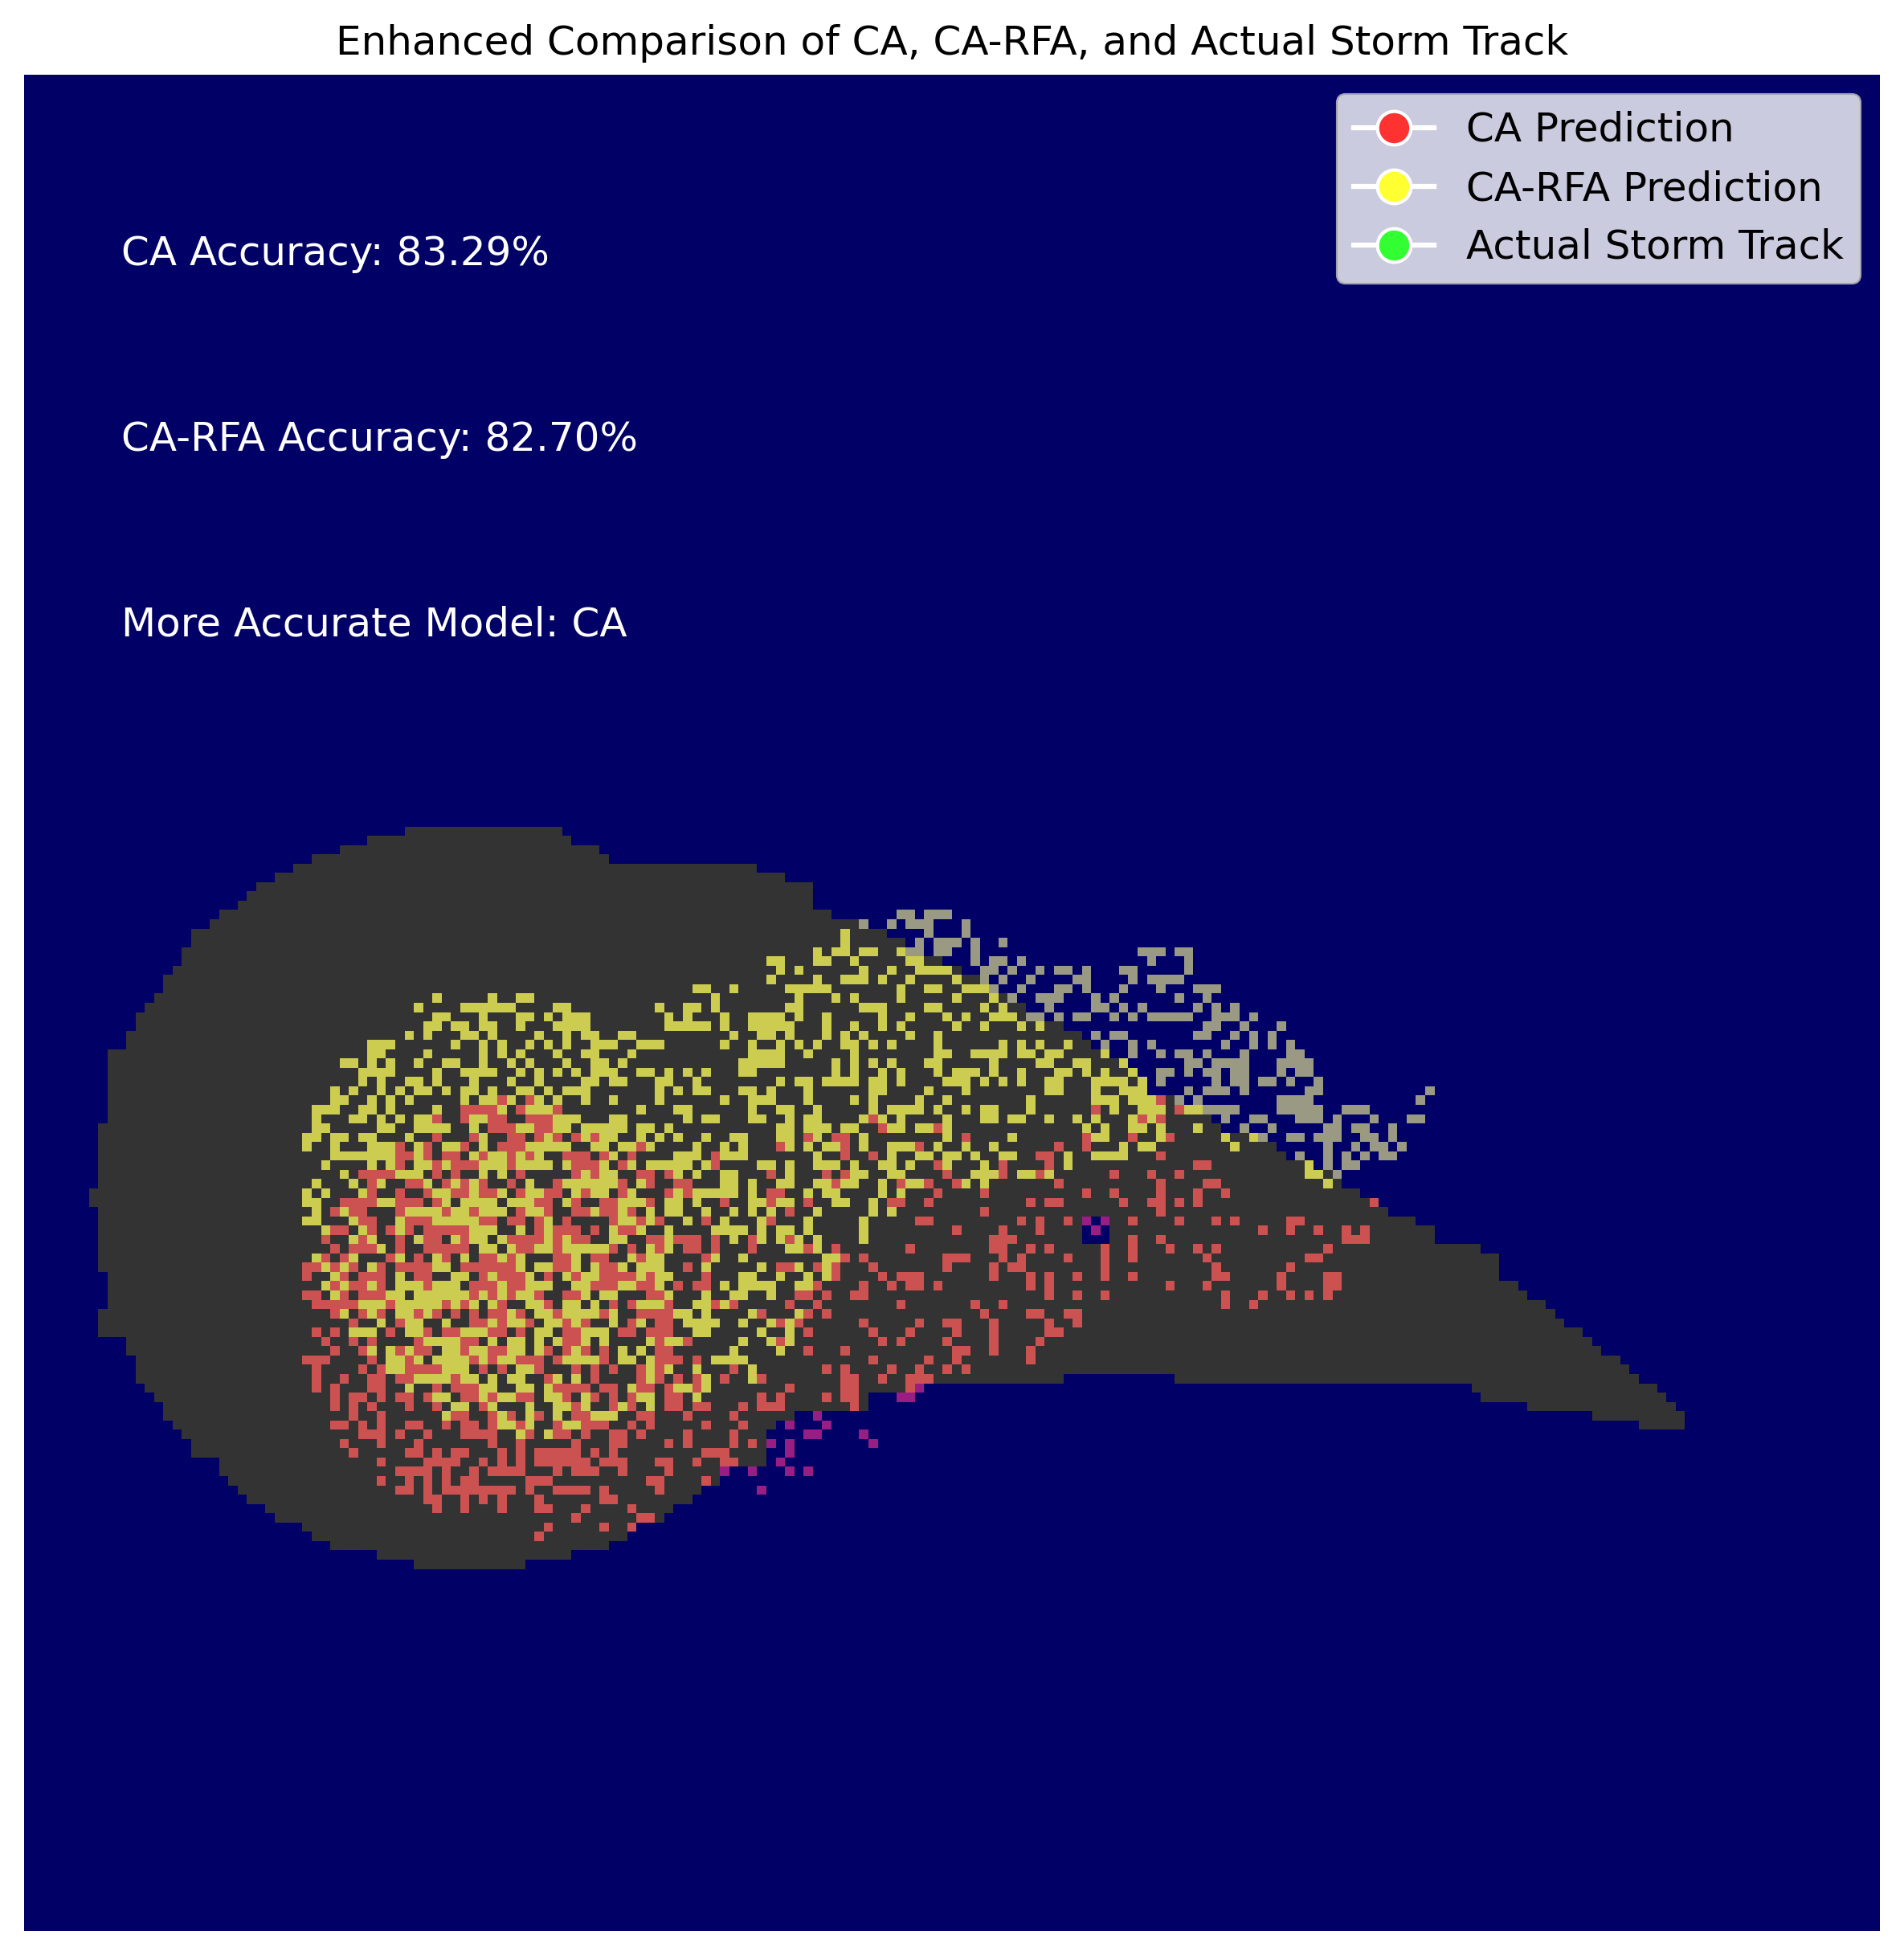 Enhanced Comparison of CA, CA-RFA, and Actual Storm Track
CA Prediction
CA-RFA Prediction
Actual Storm Track
CA Accuracy: 83.29%
CA-RFA Accuracy: 82.70%
More Accurate Model: CA